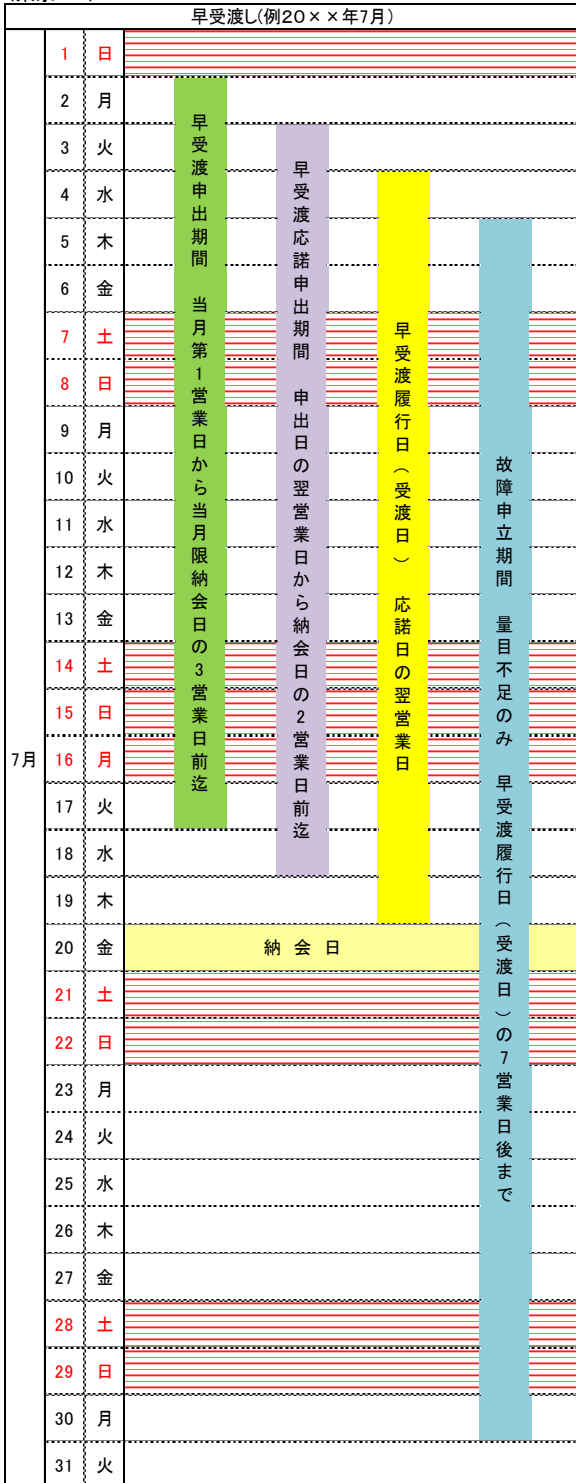 早受渡し(例20××年7月)
7月
1 日
2 月
3 火
4 水
5 木
6 金
7 土
8 日
9 月
10 火
11 水
12 木
13 金
14 土
15 日
16 月
17 火
18 水
19 木
20 金 納会日
21 土
22 日
23 月
24 火
25 水
26 木
27 金
28 土
29 日
30 月
31 火
早受渡申出期間 当月第1営業日から当月限納会日の3営業日前迄
早受渡応諾申出期間 申出日の翌営業日から納会日の2営業日前迄
早受渡履行日(受渡日) 応諾日の翌営業日
故障申立期間 量目不足のみ 早受渡履行日(受渡日)の7営業日後まで